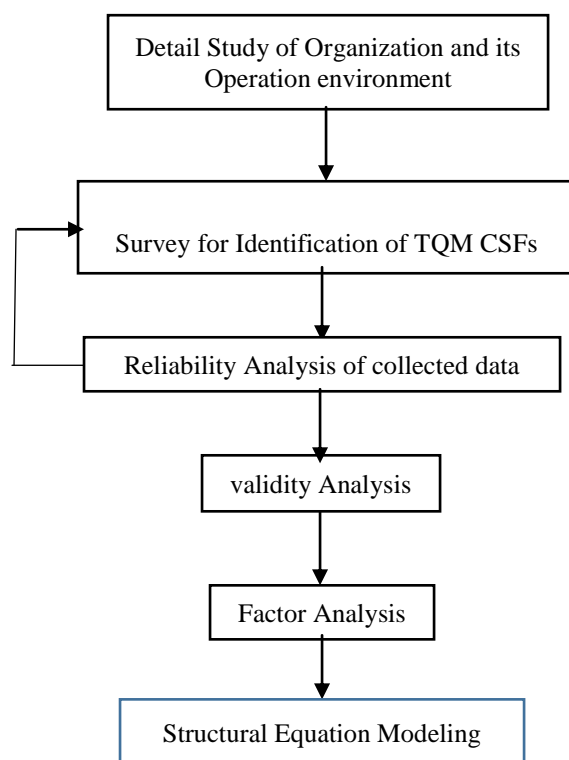 Detail Study of Organization and its
Operation environment
Survey for Identification of TQM CSFs
Reliability Analysis of collected data
validity Analysis
Factor Analysis
Structural Equation Modeling